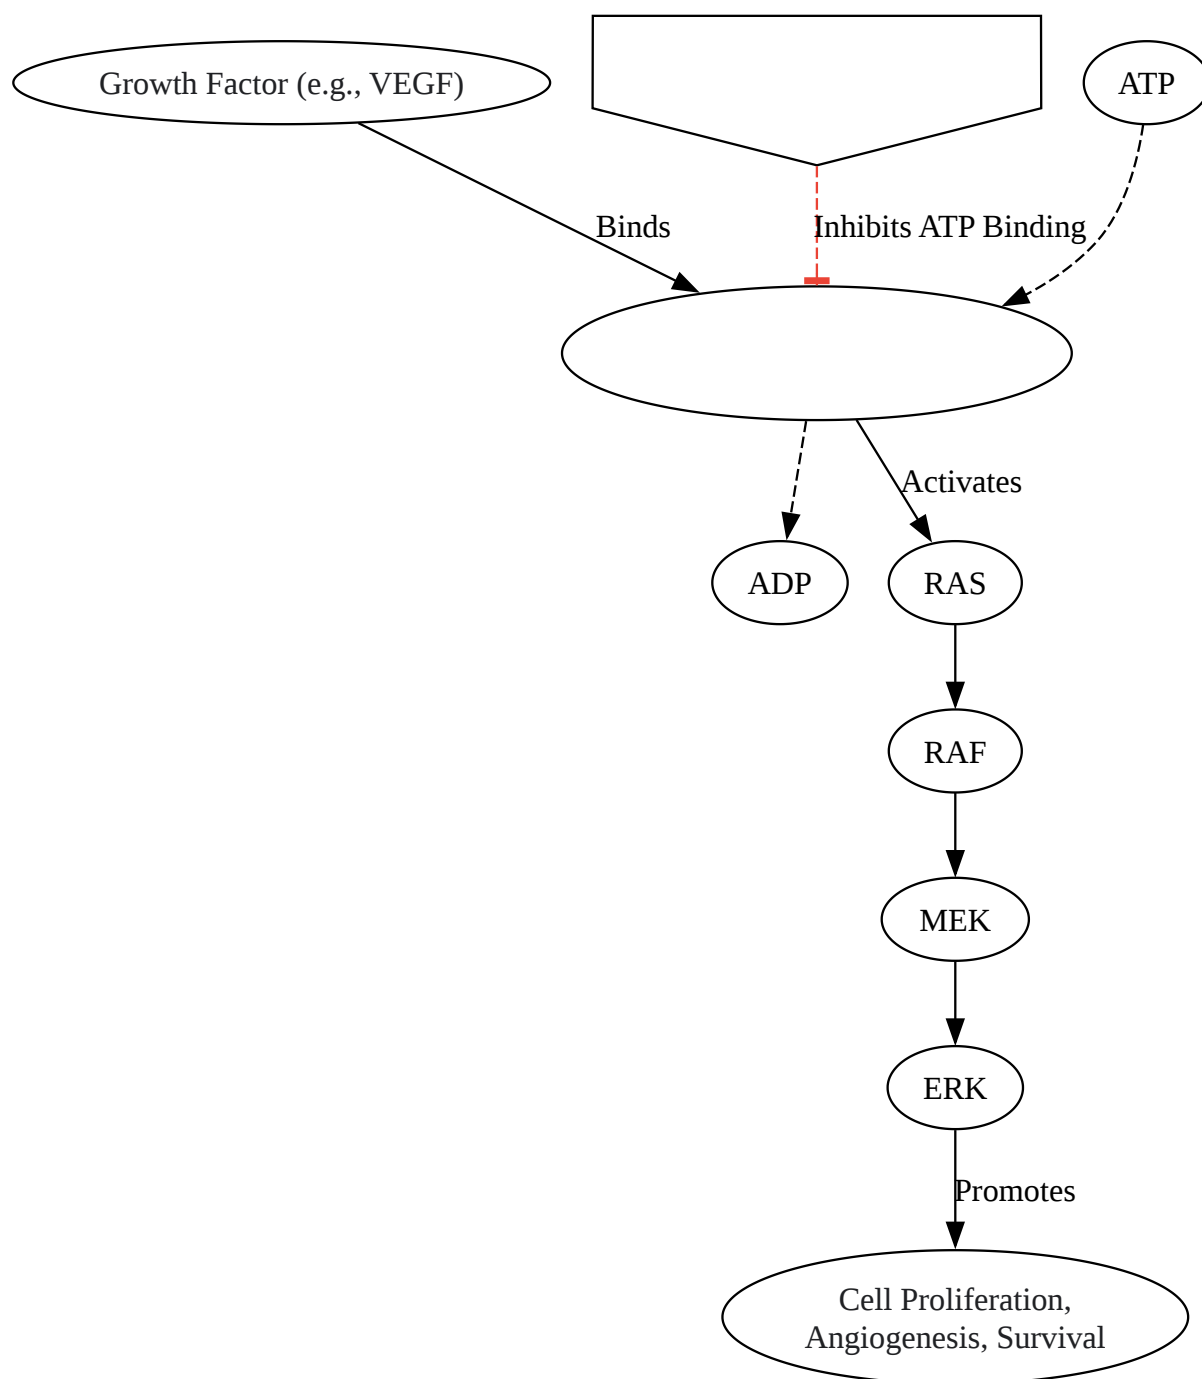 Growth Factor (e.g., VEGF)
ATP
Binds
Inhibits ATP Binding
Activates
ADP
RAS
RAF
MEK
ERK
Promotes
Cell Proliferation,
Angiogenesis, Survival